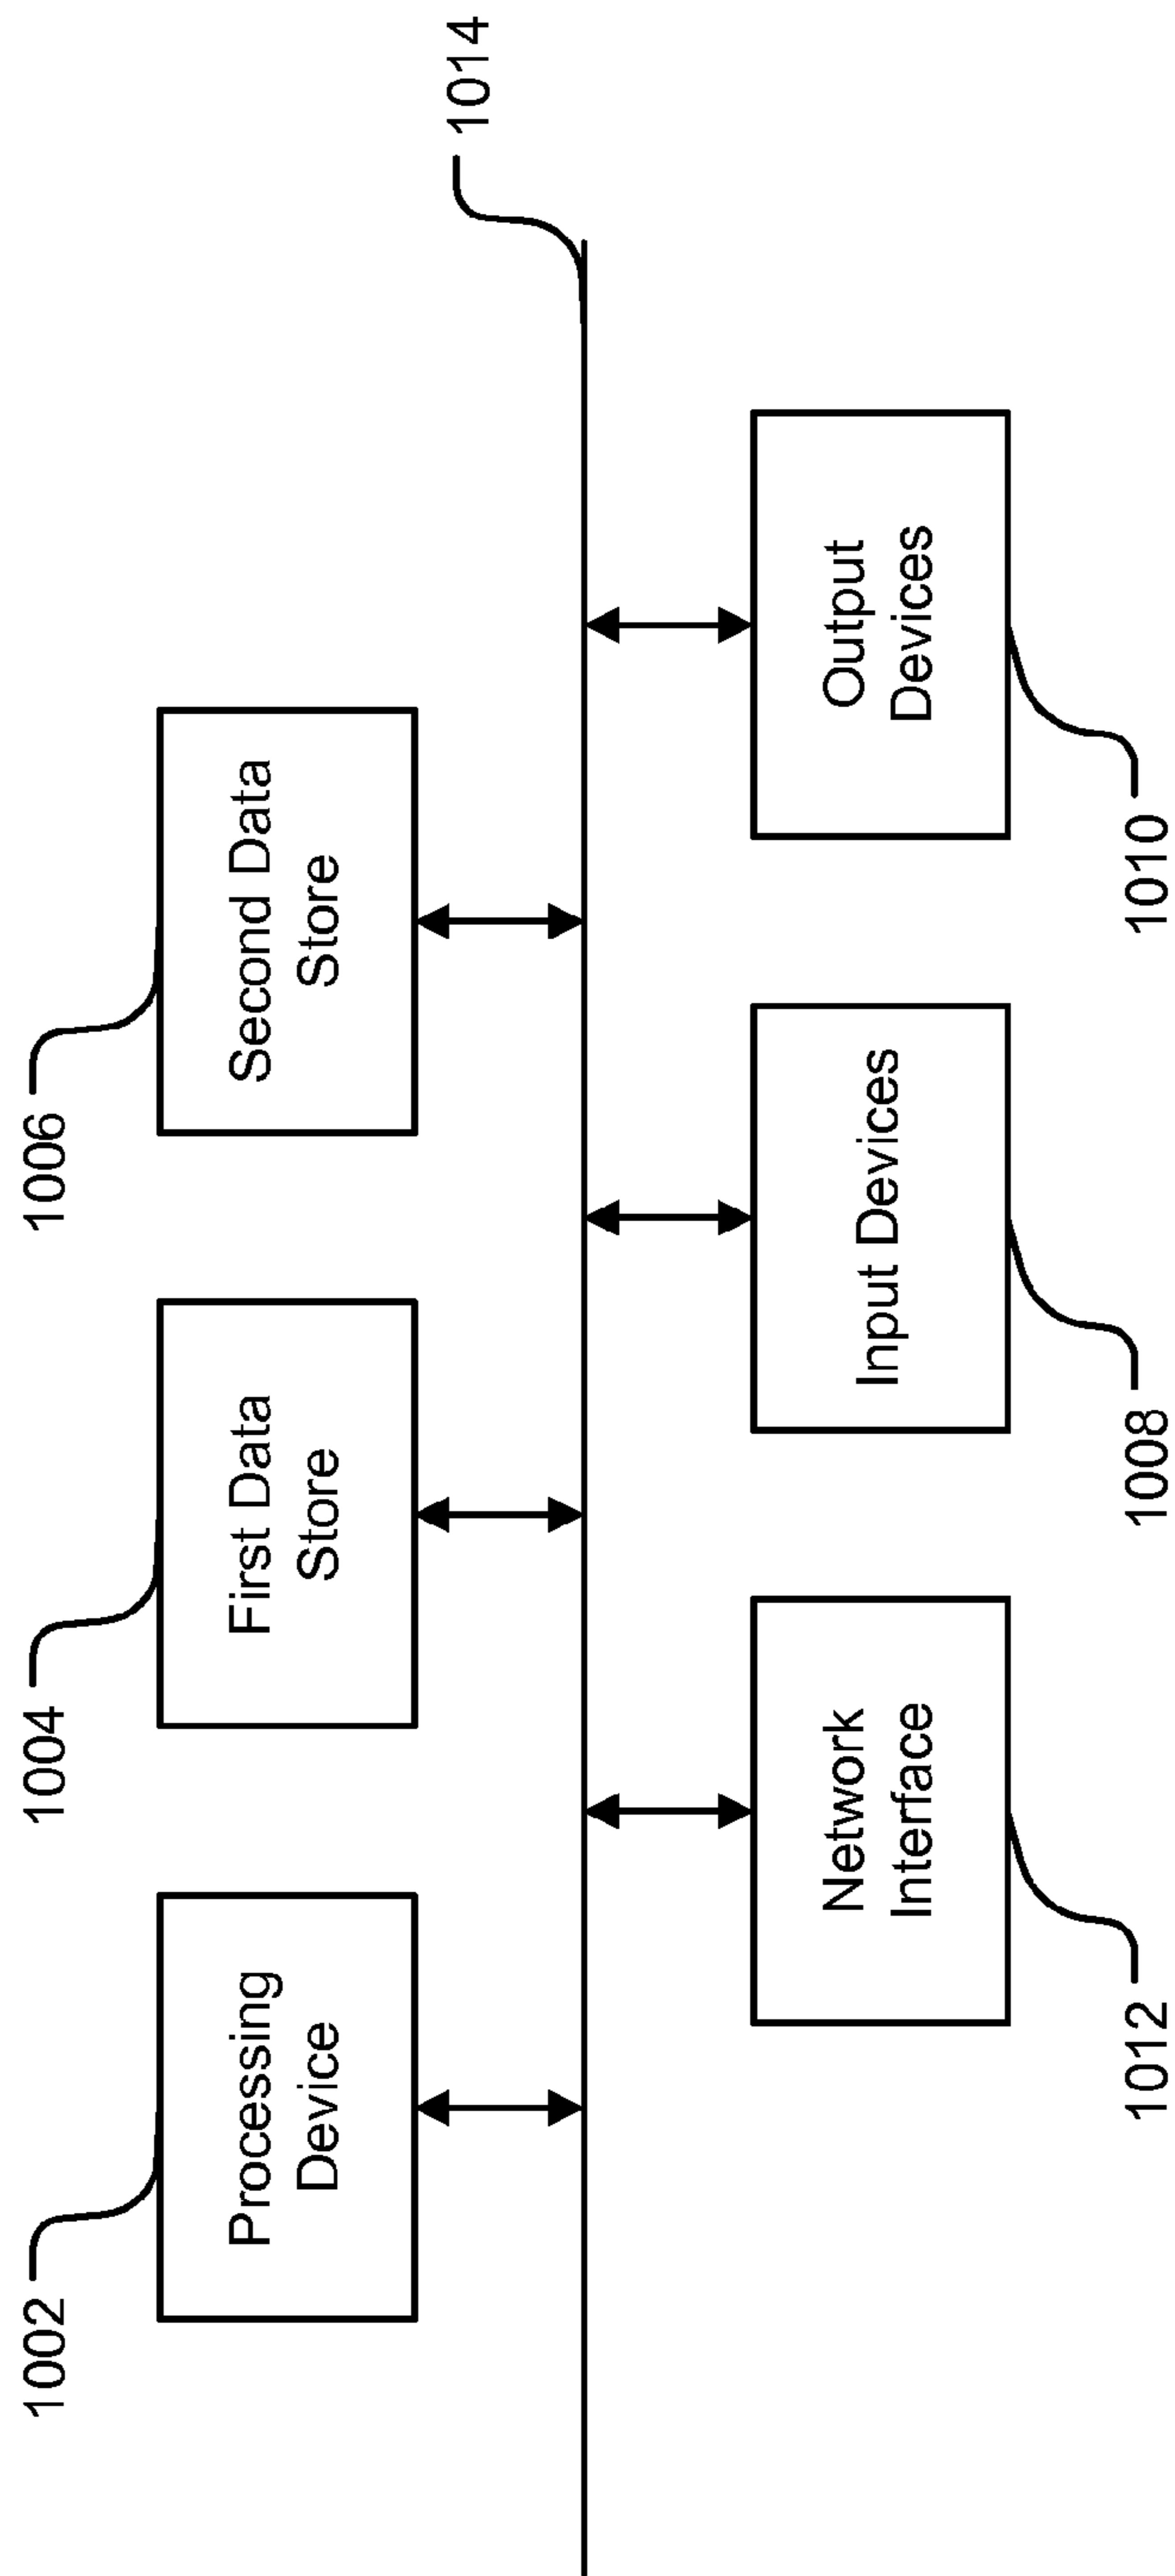 1002
1004
1006
1014
Processing
Device
First Data
Store
Second Data
Store
Network
Interface
Input Devices
Output
Devices
1012
1008
1010